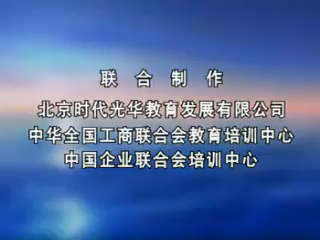 联合制作
北京时代光华教育发展有限公司
中华全国工商联合会教育培训中心
中国企业联合会培训中心